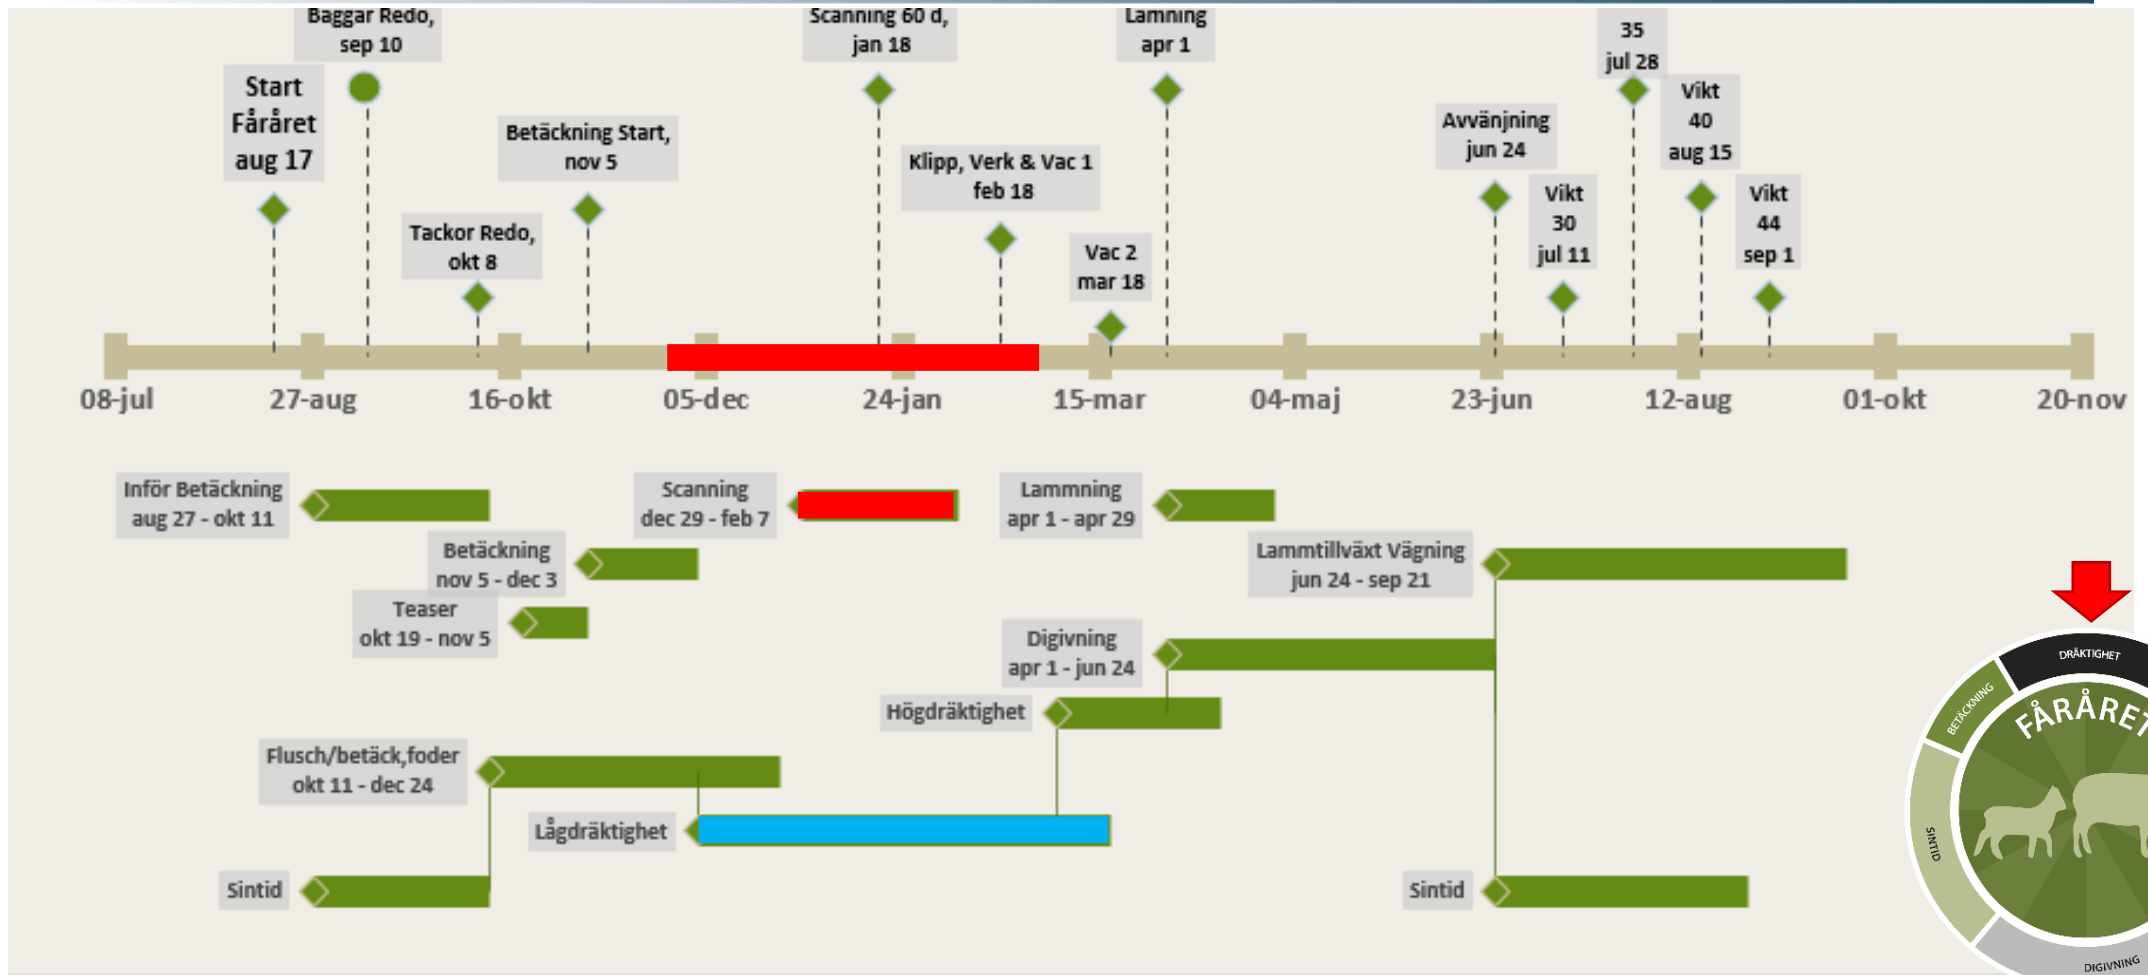 Baggar Redo,
sep 10
Scanning 60 d,
jan 18
Lamning
apr 1
35
jul 28
Start
Fåråret
aug 17
Vikt
40
aug 15
Betäckning Start,
nov 5
Avvänjning
jun 24
Klipp, Verk & Vac 1
feb 18
Vikt
30
jul 11
Vikt
44
sep 1
Tackor Redo,
okt 8
Vac 2
mar 18
08-jul
27-aug
16-okt
05-dec
24-jan
15-mar
04-maj
23-jun
12-aug
01-okt
20-nov
Inför Betäckning
aug 27 - okt 11
Scanning
dec 29 - feb 7
Lammning
apr 1 - apr 29
Betäckning
nov 5 - dec 3
Lammtillväxt Vägning
jun 24 - sep 21
Teaser
okt 19 - nov 5
Digivning
apr 1 - jun 24
Högdräktighet
Flusch/betäck,foder
okt 11 - dec 24
Lågdräktighet
Sintid
Sintid
DRÄKTIGHET
BETÄCKNING
FÅRÅRET
SINTID
DIGIVNING